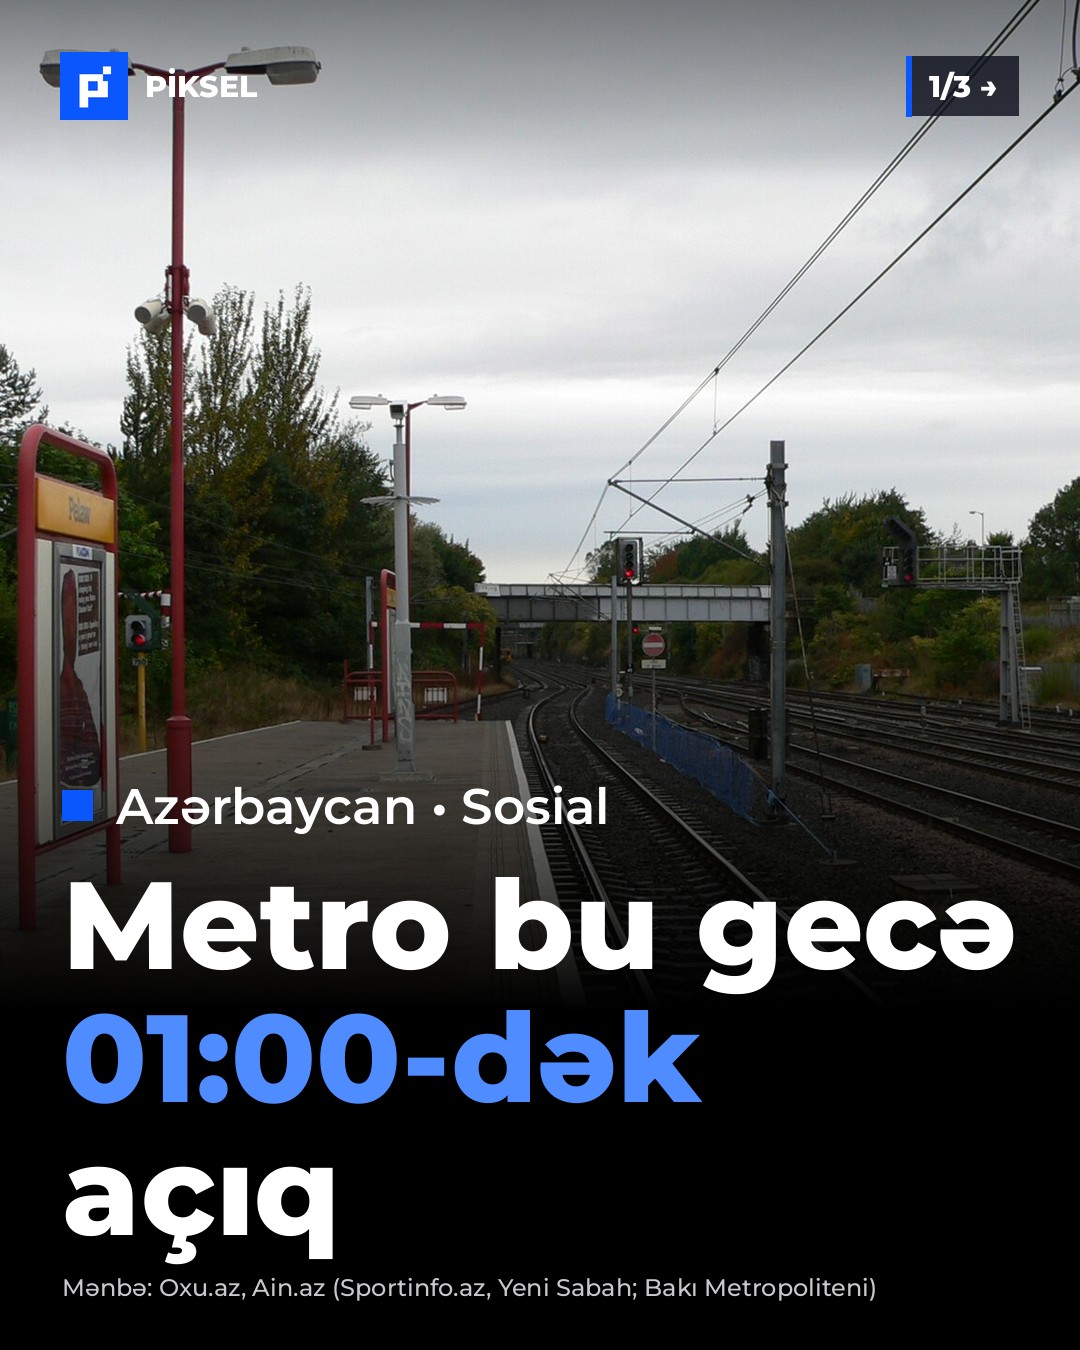 PİKSEL
1/3 →
Pelaw
Azərbaycan • Sosial
Metro bu gecə
01:00-dək
açıq
Mənbə: Oxu.az, Ain.az (Sportinfo.az, Yeni Sabah; Bakı Metropoliteni)